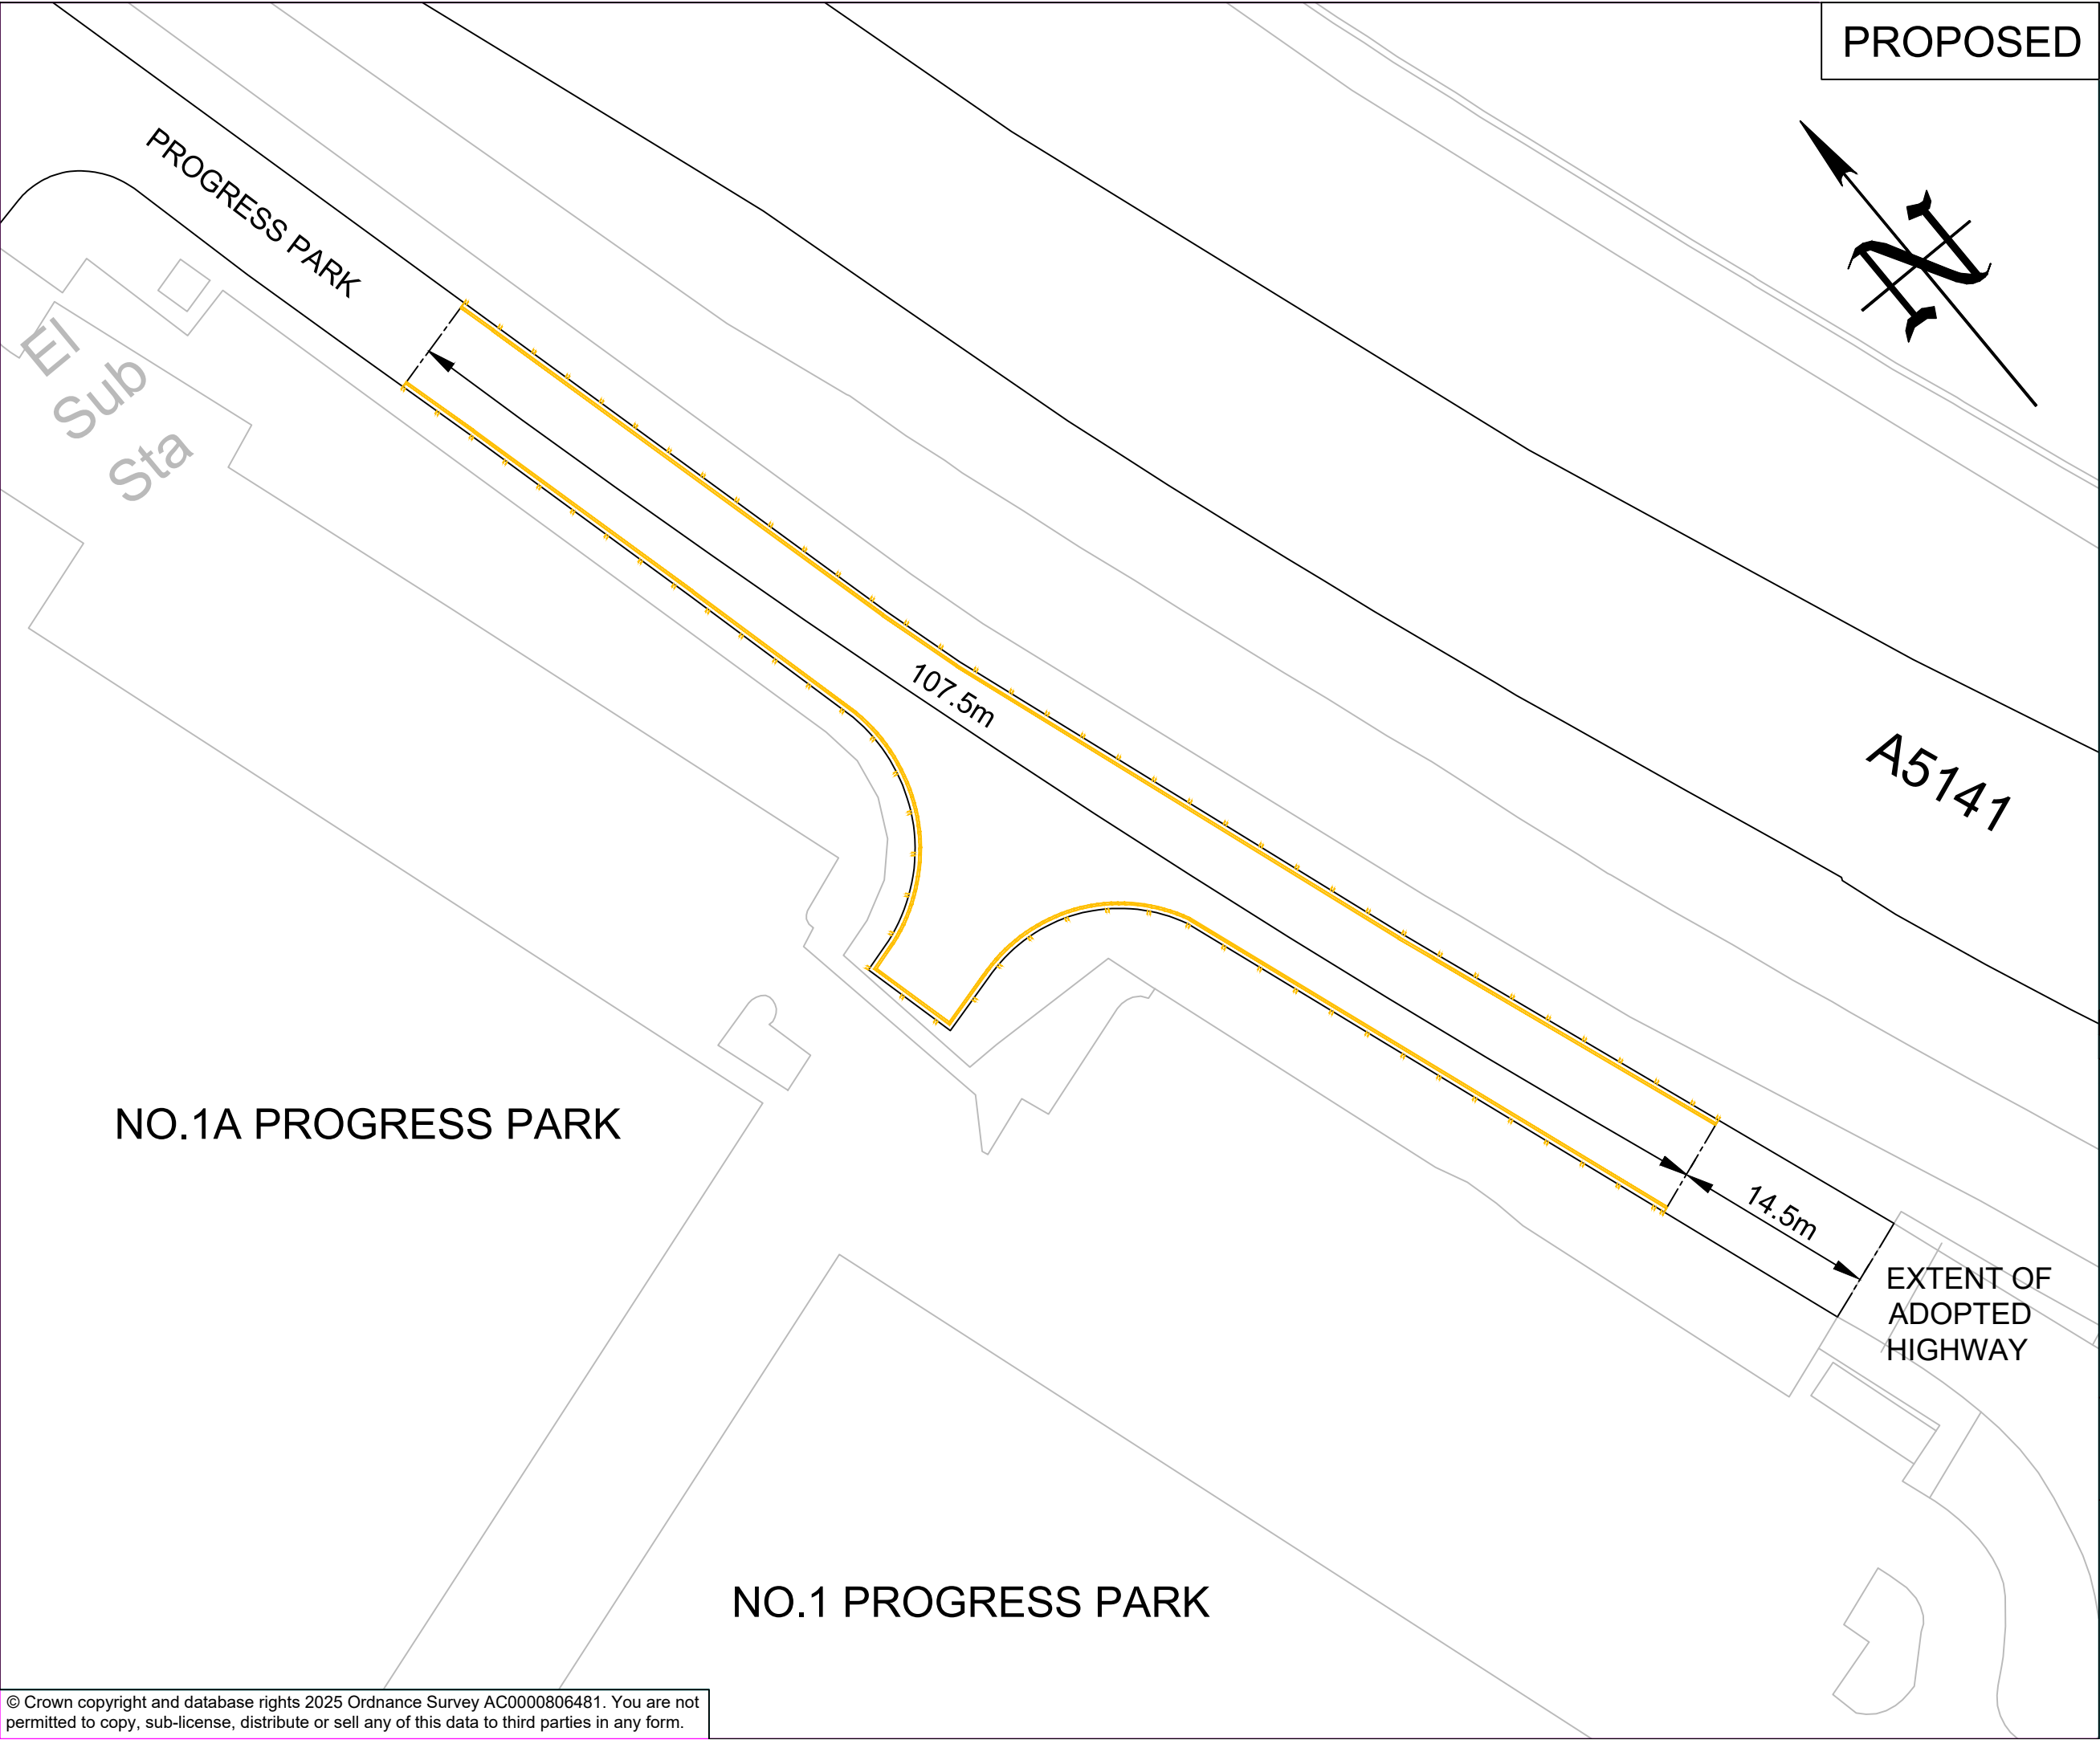 PROPOSED
PROGRESS PARK
N
El
Sub
Sta
107.5m
A5141
14.5m
NO.1A PROGRESS PARK
EXTENT OF
ADOPTED
HIGHWAY
NO.1 PROGRESS PARK
© Crown copyright and database rights 2025 Ordnance Survey AC0000806481. You are not
permitted to copy, sub-license, distribute or sell any of this data to third parties in any form.